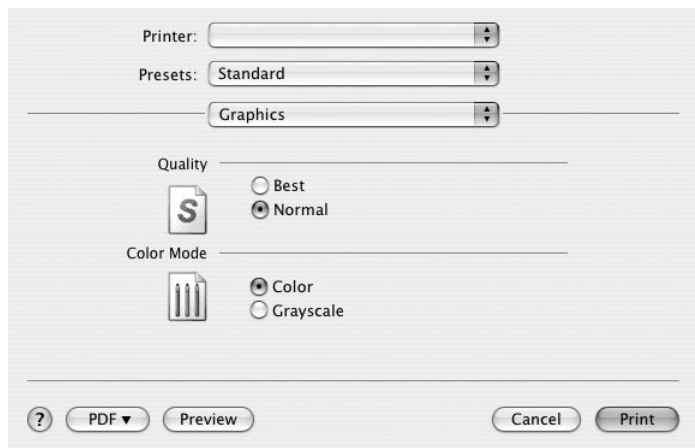 Printer:
Presets: Standard
Graphics
Quality
Best
S
Normal
Color Mode
Color
Grayscale
? PDF ▼ Preview Cancel Print